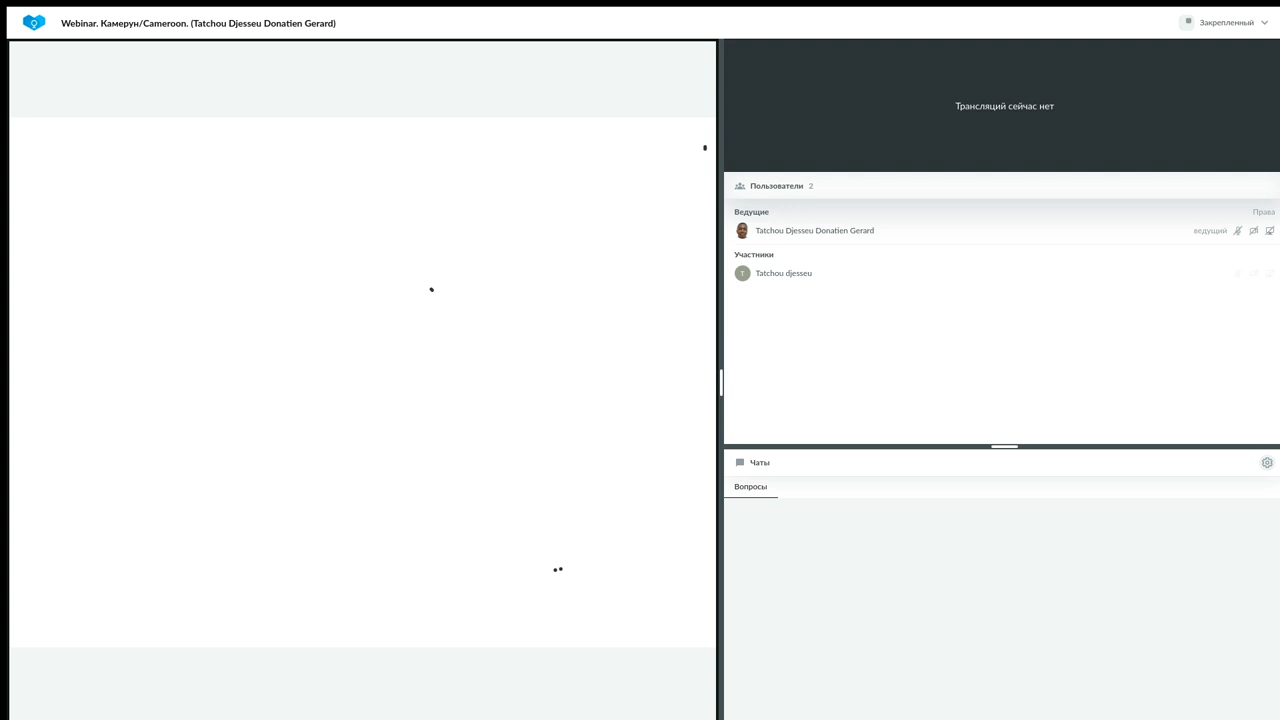 Webinar. Камерун/Cameroon. (Tatchou Djesseu Donatien Gerard)
Закрепленный
Трансляций сейчас нет
Пользователи 2
Ведущие Права
Tatchou Djesseu Donatien Gerard ведущий
Участники
T Tatchou djesseu
Чаты
Вопросы